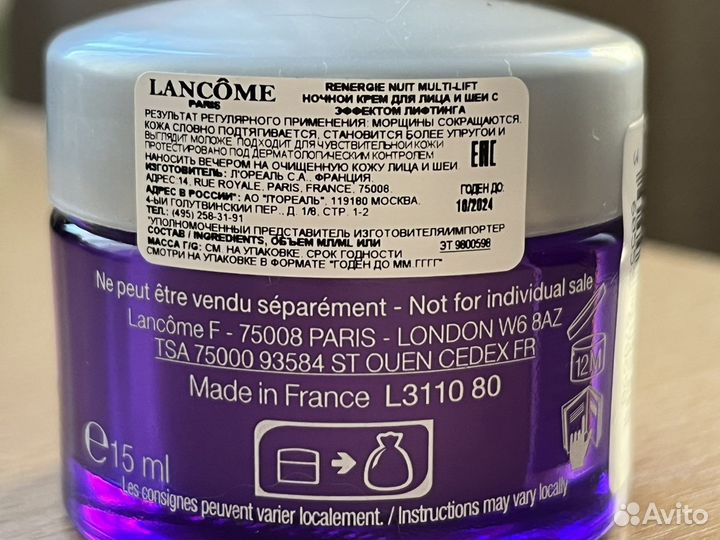 LANCÔME
PARIS
RENERGIE NUIT MULTI-LIFT
НОЧНОЙ КРЕМ ДЛЯ ЛИЦА И ШЕИ С
ЭФФЕКТОМ ЛИФТИНГА
РЕЗУЛЬТАТ РЕГУЛЯРНОГО ПРИМЕНЕНИЯ: МОРЩИНЫ СОКРАЩАЮТСЯ.
КОЖА СЛОВНО ПОДТЯГИВАЕТСЯ, СТАНОВИТСЯ БОЛЕЕ УПРУГОЙ И
ВЫГЛЯДИТ МОЛОЖЕ. ПОДХОДИТ ДЛЯ ЧУВСТВИТЕЛЬНОЙ КОЖИ
ПРОТЕСТИРОВАНО ПОД ДЕРМАТОЛОГИЧЕСКИМ КОНТРОЛЕМ
НАНОСИТЬ ВЕЧЕРОМ НА ОЧИЩЕННУЮ КОЖУ ЛИЦА И ШЕИ
ИЗГОТОВИТЕЛЬ: Л'ОРЕАЛЬ С.А., ФРАНЦИЯ.
АДРЕС 14, RUE ROYALE, PARIS, FRANCE, 75008.
АДРЕС В РОССИИ": АО "Л'ОРЕАЛЬ", 119180 МОСКВА.
4-ЫЙ ГОЛУТВИНСКИЙ ПЕР., Д. 1/8, СТР. 1-2
ТЕЛ.: (495) 258-31-91
"УПОЛНОМОЧЕННЫЙ ПРЕДСТАВИТЕЛЬ ИЗГОТОВИТЕЛЯ/ИМПОРТЕР
СОСТАВ / INGREDIENTS, ОБЪЕМ МЛ/ML ИЛИ
МАССА Г/G: СМ. НА УПАКОВКЕ. СРОК ГОДНОСТИ
СМОТРИ НА УПАКОВКЕ В ФОРМАТЕ "ГОДЕН ДО ММ.ГГГГ"
EAC
ГОДЕН ДО:
10/2024
ЭТ 9800598
Ne peut être vendu séparément - Not for individual sale
Lancôme F - 75008 PARIS - LONDON W6 8AZ
TSA 75000 93584 ST OUEN CEDEX FR
Made in France L3110 80
12M
e15 ml
Les consignes peuvent varier localement. / Instructions may vary locally
Avito